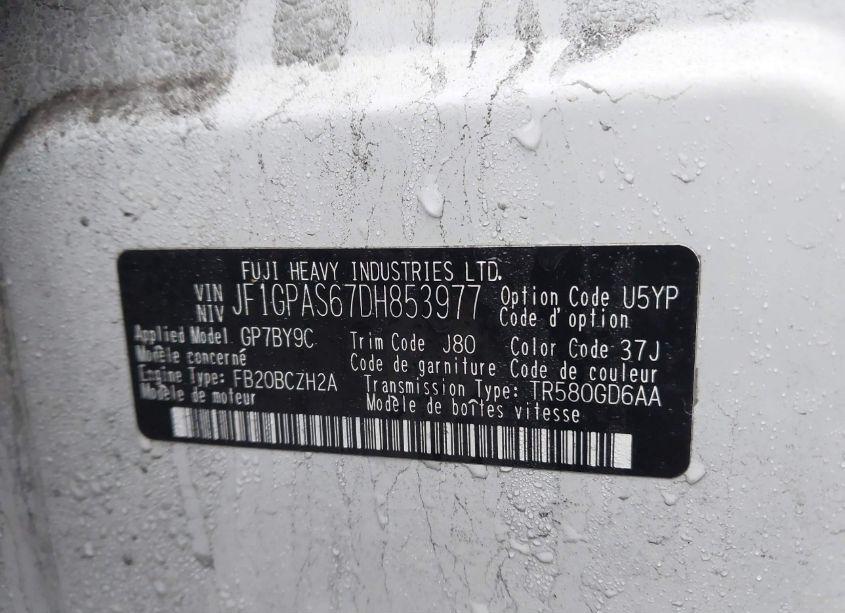 FUJI HEAVY INDUSTRIES LTD.
VIN NIV JF1GPAS67DH853977 Option Code U5YP
Code d'option
Applied Model GP7BY9C Trim Code J80 Color Code 37J
Modèle concerné Code de garniture Code de couleur
Engine Type: FB20BCZH2A Transmission Type: TR580GD6AA
Modèle de moteur Modèle de boîtes vitesse